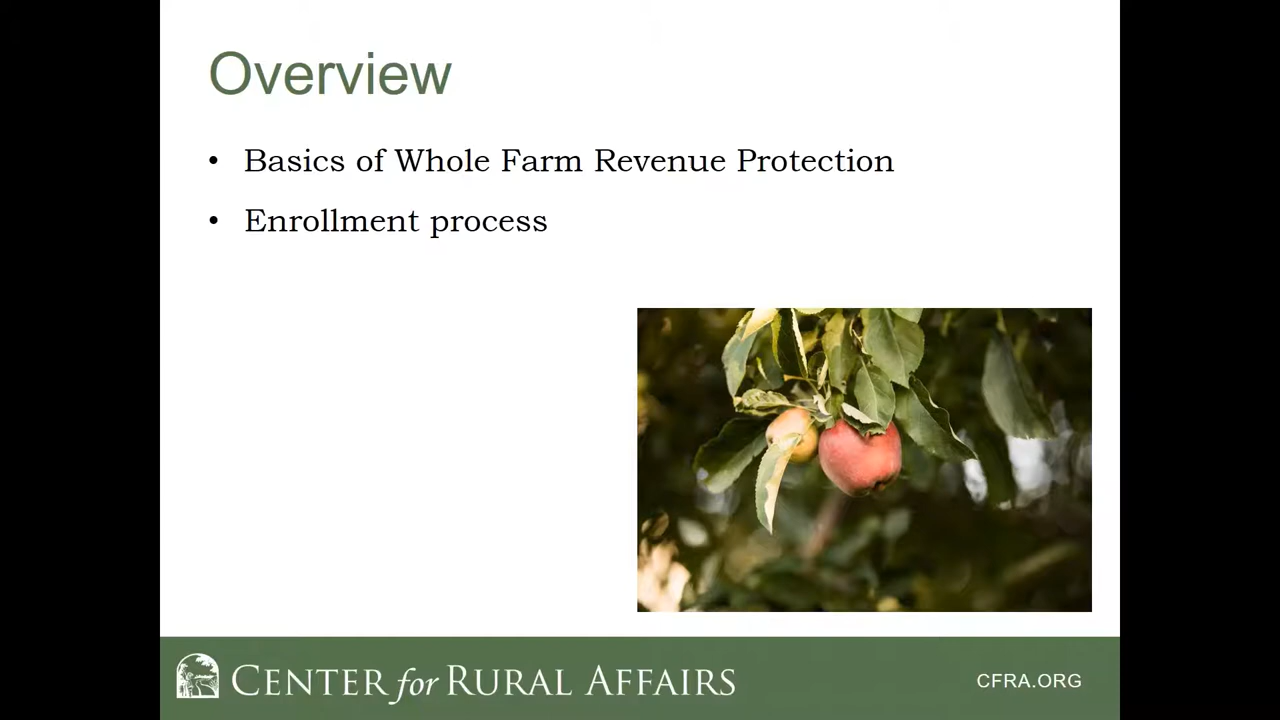 Overview
• Basics of Whole Farm Revenue Protection
• Enrollment process
CENTER for RURAL AFFAIRS
CFRA.ORG